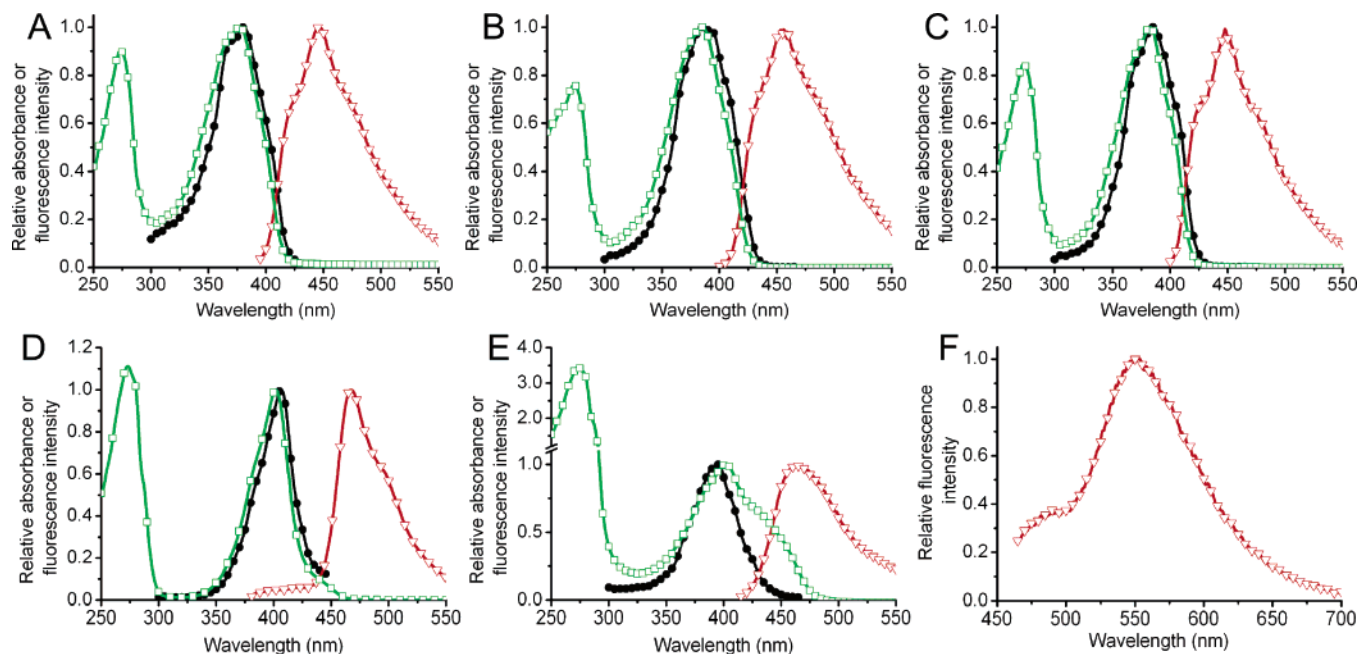 A
Relative absorbance or
fluorescence intensity
1.0
0.8
0.6
0.4
0.2
0.0
250 300 350 400 450 500 550
Wavelength (nm)
B
Relative absorbance or
fluorescence intensity
1.0
0.8
0.6
0.4
0.2
0.0
250 300 350 400 450 500 550
Wavelength (nm)
C
Relative absorbance or
fluorescence intensity
1.0
0.8
0.6
0.4
0.2
0.0
250 300 350 400 450 500 550
Wavelength (nm)
D
Relative absorbance or
fluorescence intensity
1.2
1.0
0.8
0.6
0.4
0.2
0.0
250 300 350 400 450 500 550
Wavelength (nm)
E
Relative absorbance or
fluorescence intensity
4.0
3.0
2.0
1.0
0.5
0.0
250 300 350 400 450 500 550
Wavelength (nm)
F
Relative fluorescence
intensity
1.0
0.8
0.6
0.4
0.2
0.0
450 500 550 600 650 700
Wavelength (nm)